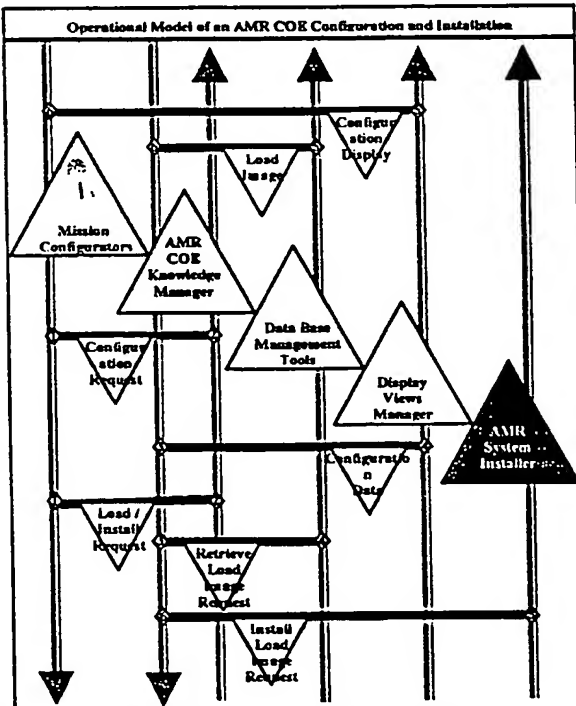 Operational Model of an AMR COE Configuration and Installation
Configur
ation
Display
Load
Image
Mission
Configurators
AMR
COE
Knowledge
Manager
Data Base
Management
Tools
Configur
ation
Request
Display
Views
Manager
AMR
System
Installer
Configuratio
n
Data
Load /
Install
Request
Retrieve
Load
Image
Request
Install
Load
Image
Request